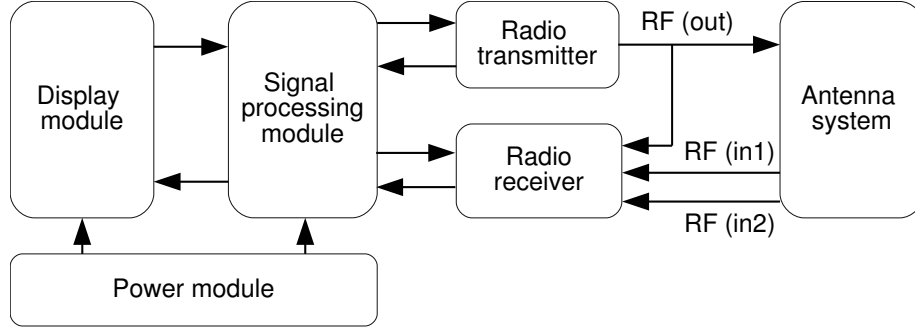 Display
module
Signal
processing
module
Radio
transmitter
RF (out)
Antenna
system
Radio
receiver
RF (in1)
RF (in2)
Power module